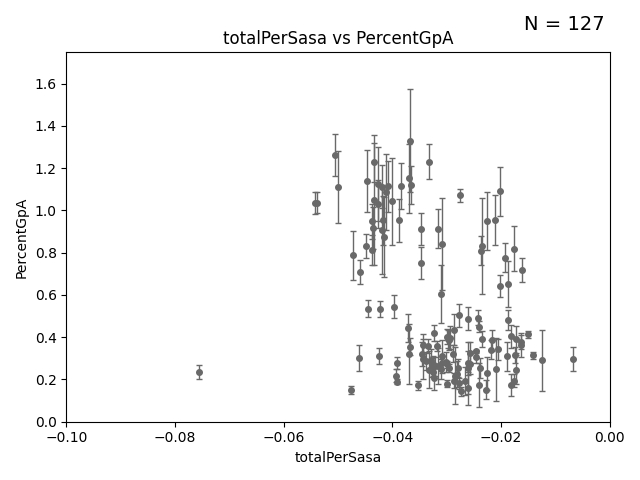 N = 127
totalPerSasa vs PercentGpA
PercentGpA
1.6
1.4
1.2
1.0
0.8
0.6
0.4
0.2
0.0
−0.10 −0.08 −0.06 −0.04 −0.02 0.00
totalPerSasa